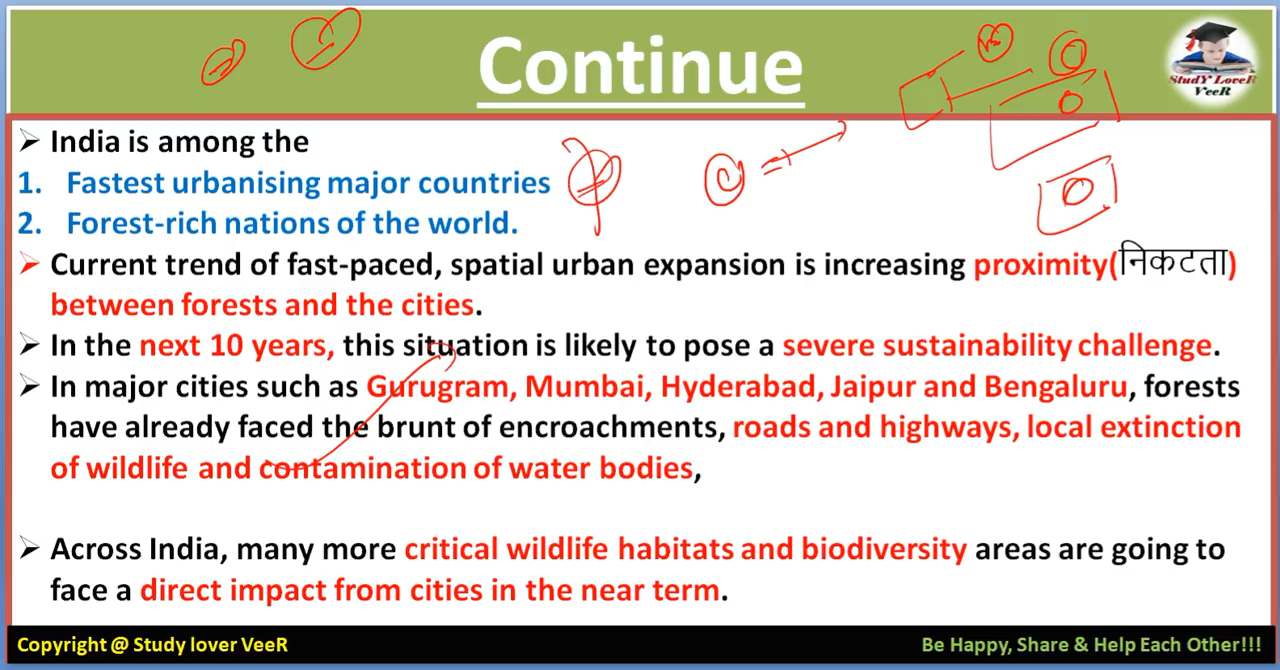 Continue
StudY LoveR
VeeR
➤ India is among the
1. Fastest urbanising major countries
2. Forest-rich nations of the world.
➤ Current trend of fast-paced, spatial urban expansion is increasing proximity(निकटता)
between forests and the cities.
➤ In the next 10 years, this situation is likely to pose a severe sustainability challenge.
➤ In major cities such as Gurugram, Mumbai, Hyderabad, Jaipur and Bengaluru, forests
have already faced the brunt of encroachments, roads and highways, local extinction
of wildlife and contamination of water bodies,
➤ Across India, many more critical wildlife habitats and biodiversity areas are going to
face a direct impact from cities in the near term.
Copyright @ Study lover VeeR
Be Happy, Share & Help Each Other!!!